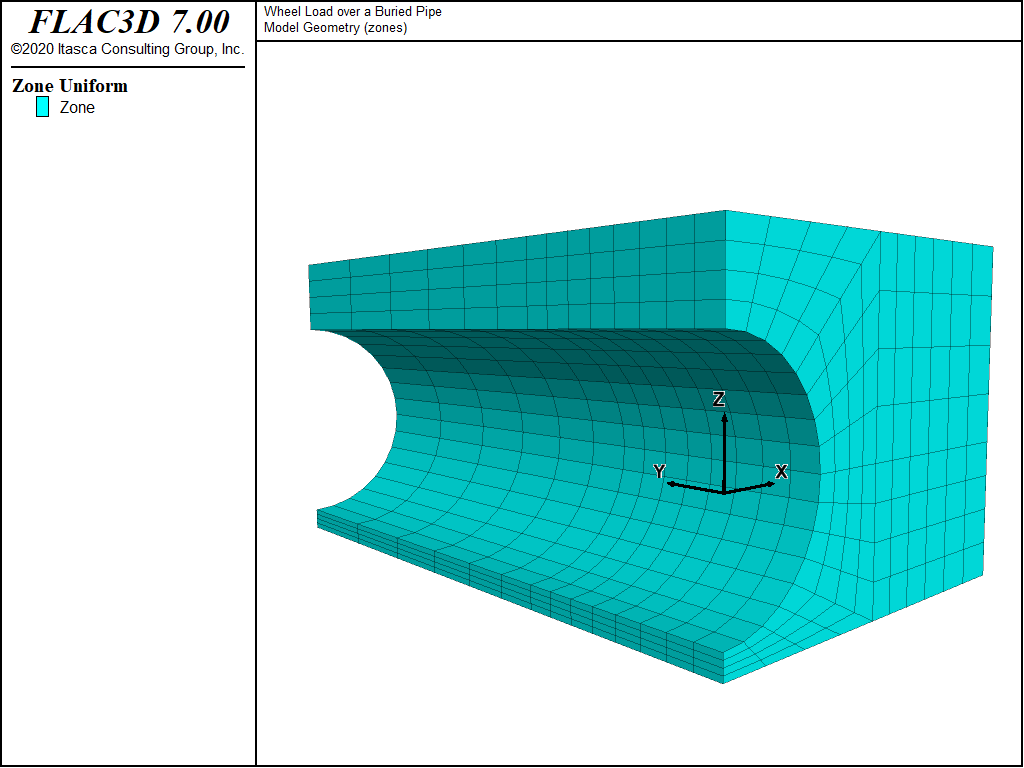 FLAC3D 7.00
©2020 Itasca Consulting Group, Inc.
Zone Uniform
Zone
Wheel Load over a Buried Pipe
Model Geometry (zones)
Z
Y
X